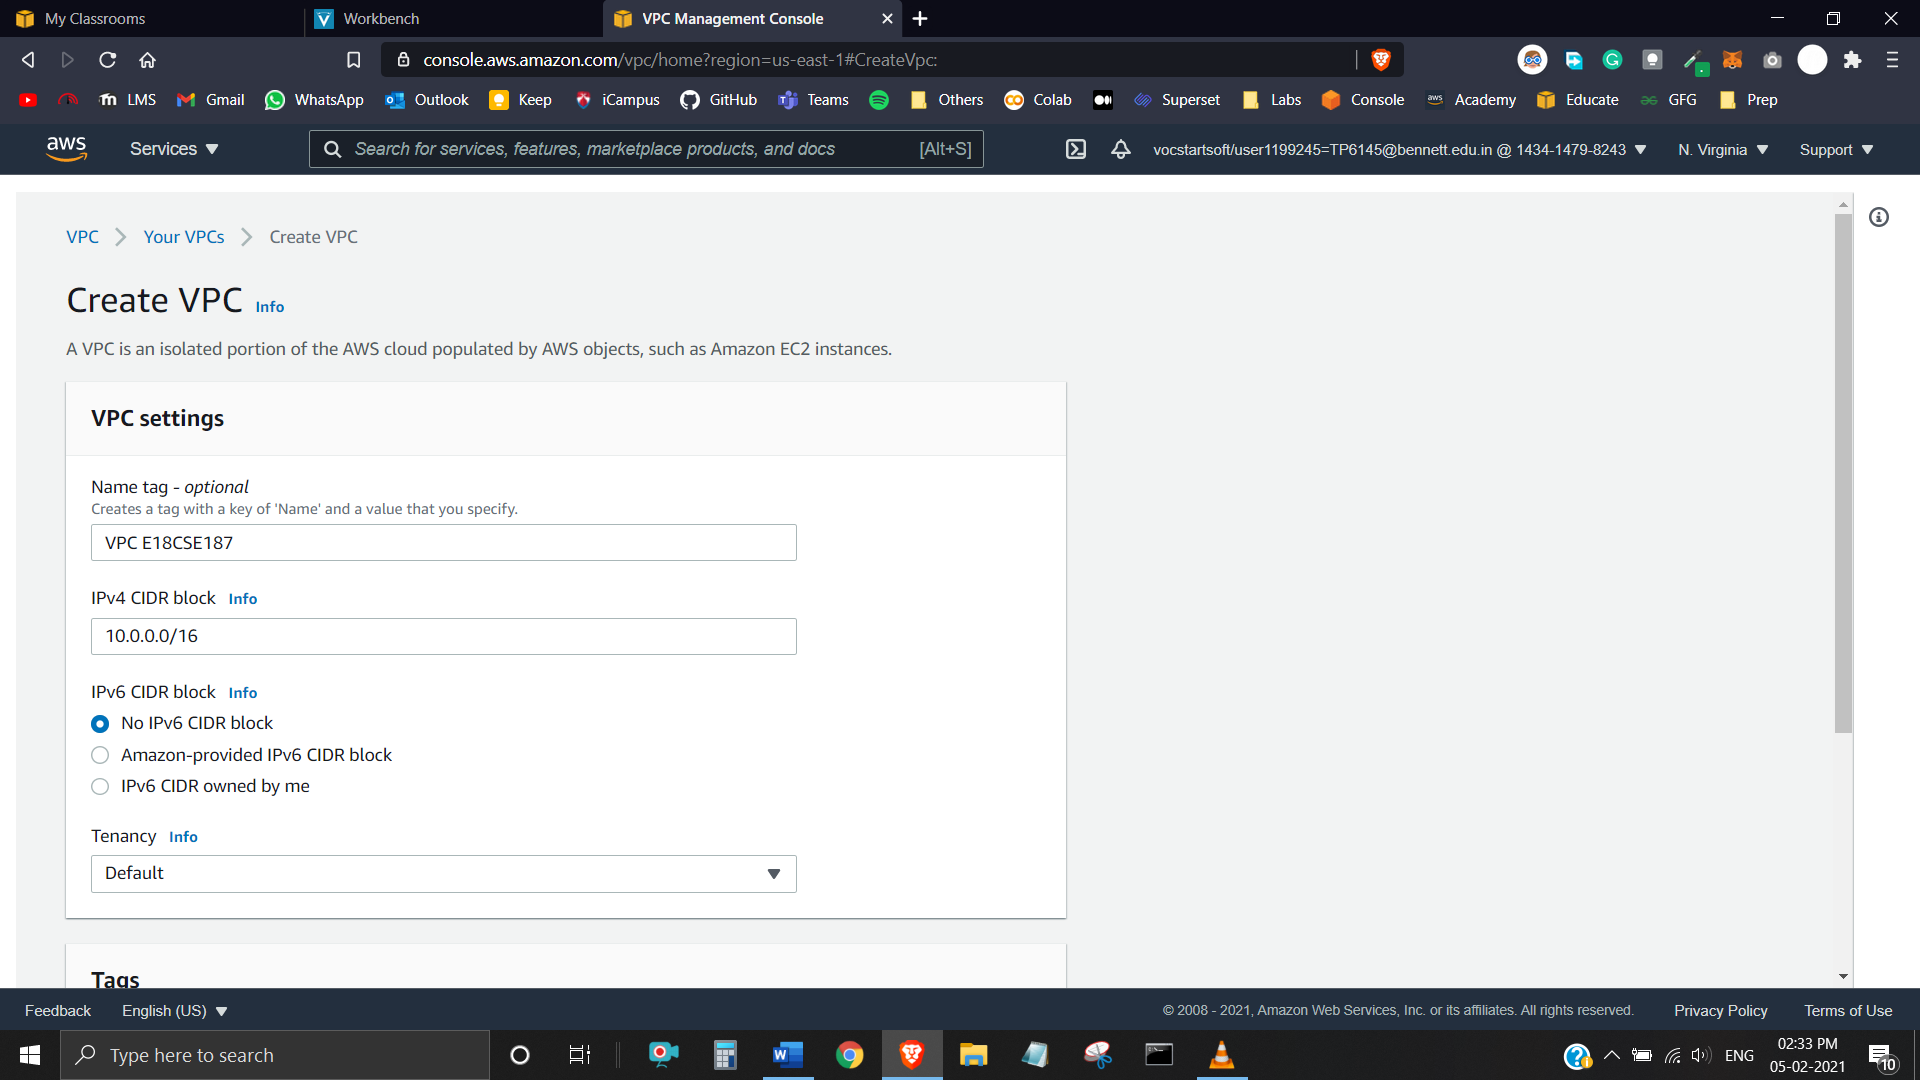 My Classrooms
Workbench
VPC Management Console
console.aws.amazon.com/vpc/home?region=us-east-1#CreateVpc:
LMS
Gmail
WhatsApp
Outlook
Keep
iCampus
GitHub
Teams
Others
Colab
Superset
Labs
Console
aws
Academy
Educate
GFG
Prep
aws
Services
Search for services, features, marketplace products, and docs
[Alt+S]
vocstartsoft/user1199245=TP6145@bennett.edu.in @ 1434-1479-8243
N. Virginia
Support
VPC
Your VPCs
Create VPC
Create VPC Info
A VPC is an isolated portion of the AWS cloud populated by AWS objects, such as Amazon EC2 instances.
VPC settings
Name tag - optional
Creates a tag with a key of 'Name' and a value that you specify.
VPC E18CSE187
IPv4 CIDR block Info
10.0.0.0/16
IPv6 CIDR block Info
No IPv6 CIDR block
Amazon-provided IPv6 CIDR block
IPv6 CIDR owned by me
Tenancy Info
Default
Tags
Feedback
English (US)
© 2008 - 2021, Amazon Web Services, Inc. or its affiliates. All rights reserved.
Privacy Policy
Terms of Use
Type here to search
ENG
02:33 PM
05-02-2021
10